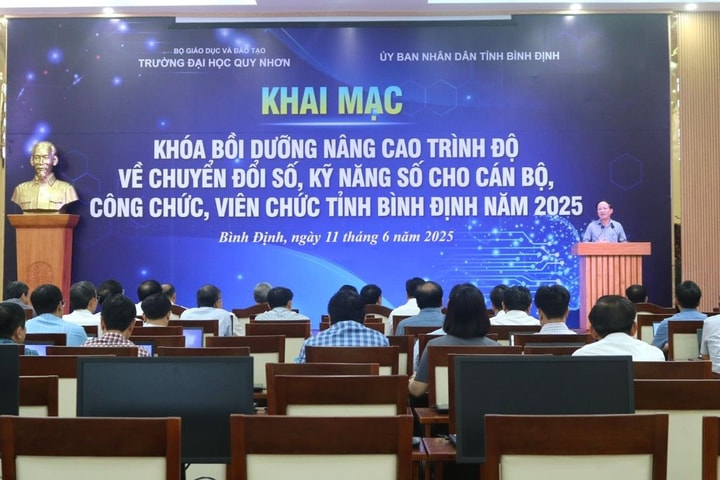 BỘ GIÁO DỤC VÀ ĐÀO TẠO
TRƯỜNG ĐẠI HỌC QUY NHƠN
ỦY BAN NHÂN DÂN TỈNH BÌNH ĐỊNH
KHAI MẠC
KHÓA BỒI DƯỠNG NÂNG CAO TRÌNH ĐỘ
VỀ CHUYỂN ĐỔI SỐ, KỸ NĂNG SỐ CHO CÁN BỘ,
CÔNG CHỨC, VIÊN CHỨC TỈNH BÌNH ĐỊNH NĂM 2025
Bình Định, ngày 11 tháng 6 năm 2025